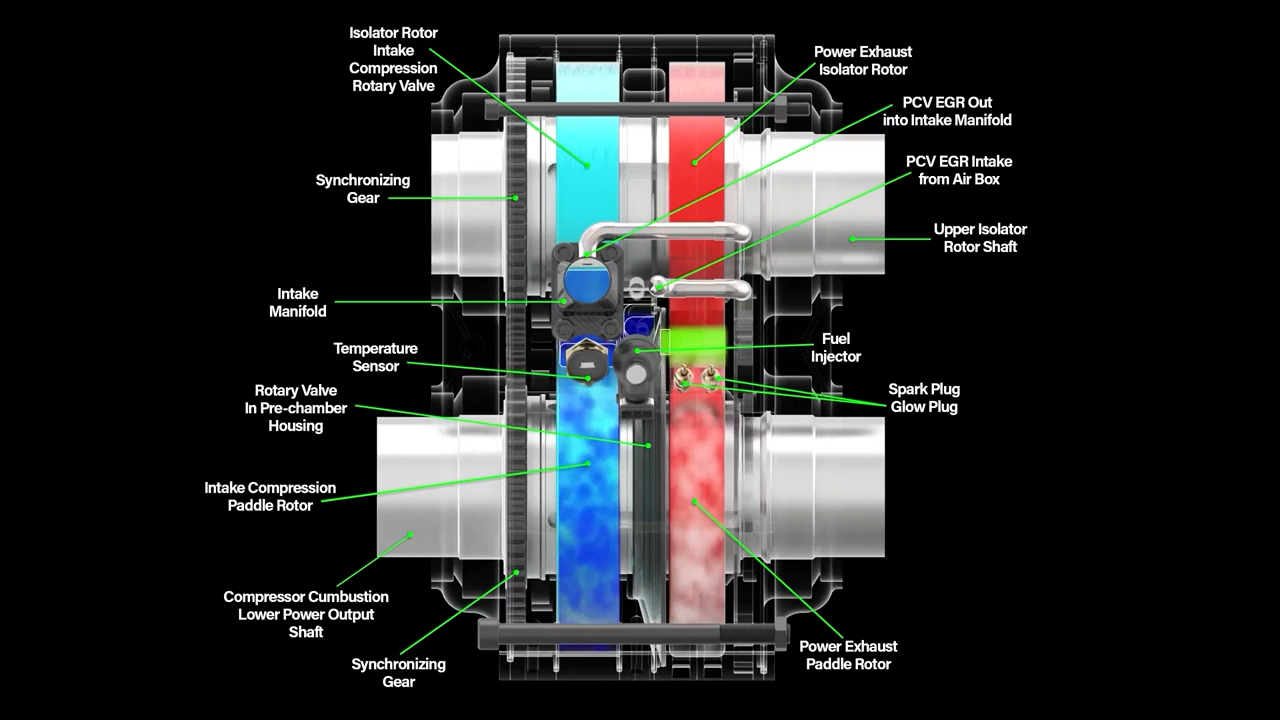 Isolator Rotor
Intake
Compression
Rotary Valve
Power Exhaust
Isolator Rotor
PCV EGR Out
into Intake Manifold
PCV EGR Intake
from Air Box
Synchronizing
Gear
Upper Isolator
Rotor Shaft
Intake
Manifold
Fuel
Injector
Temperature
Sensor
Spark Plug
Glow Plug
Rotary Valve
In Pre-chamber
Housing
Intake Compression
Paddle Rotor
Compressor Cumbustion
Lower Power Output
Shaft
Power Exhaust
Paddle Rotor
Synchronizing
Gear